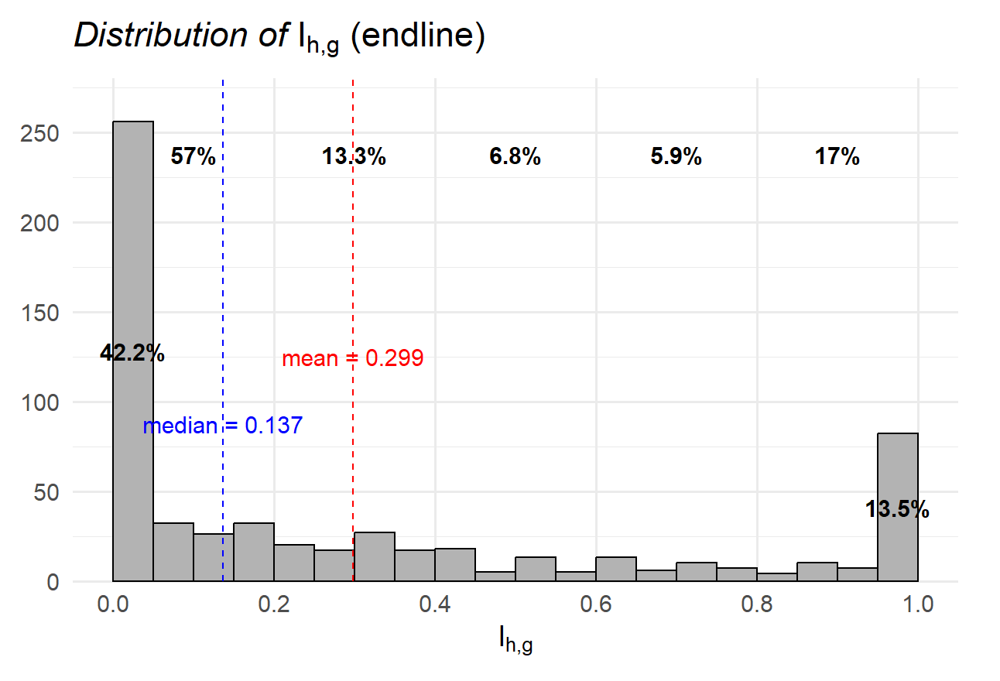 Distribution of Ih,g (endline)
250
57% 13.3% 6.8% 5.9% 17%
200
150
42.2%
mean = 0.299
100
median = 0.137
50
13.5%
0
0.0 0.2 0.4 0.6 0.8 1.0
Ih,g